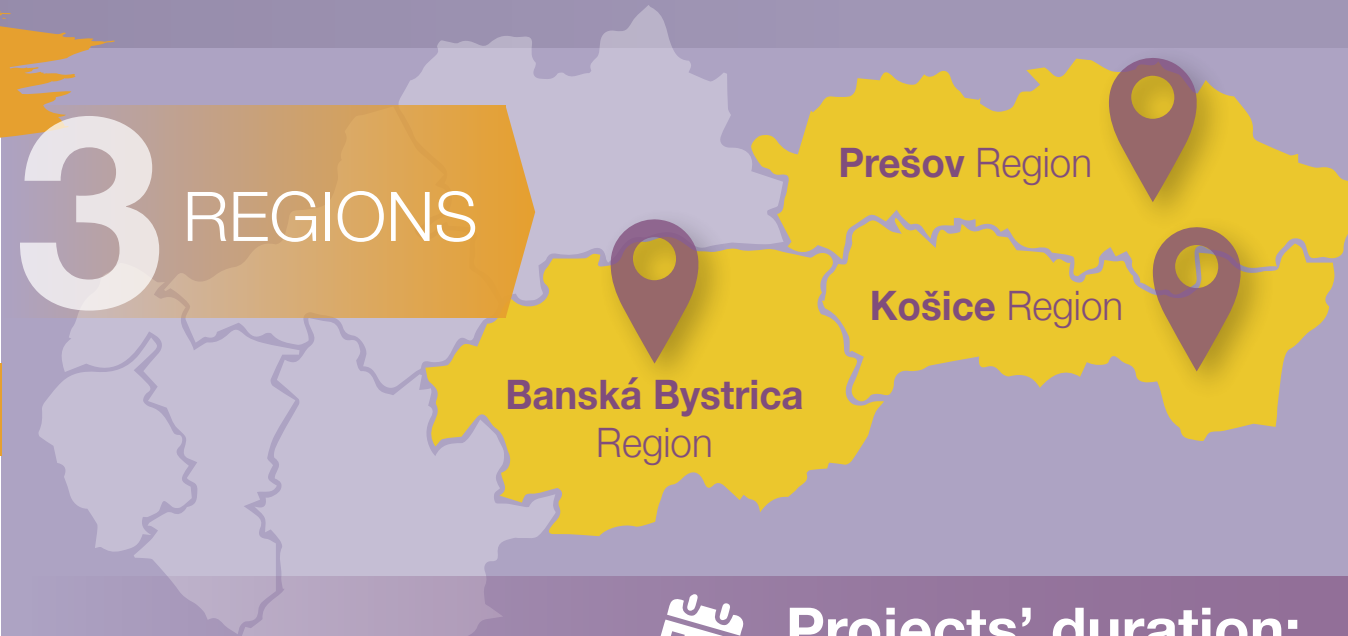 3 REGIONS
Prešov Region
Košice Region
Banská Bystrica
Region
Projects' duration: